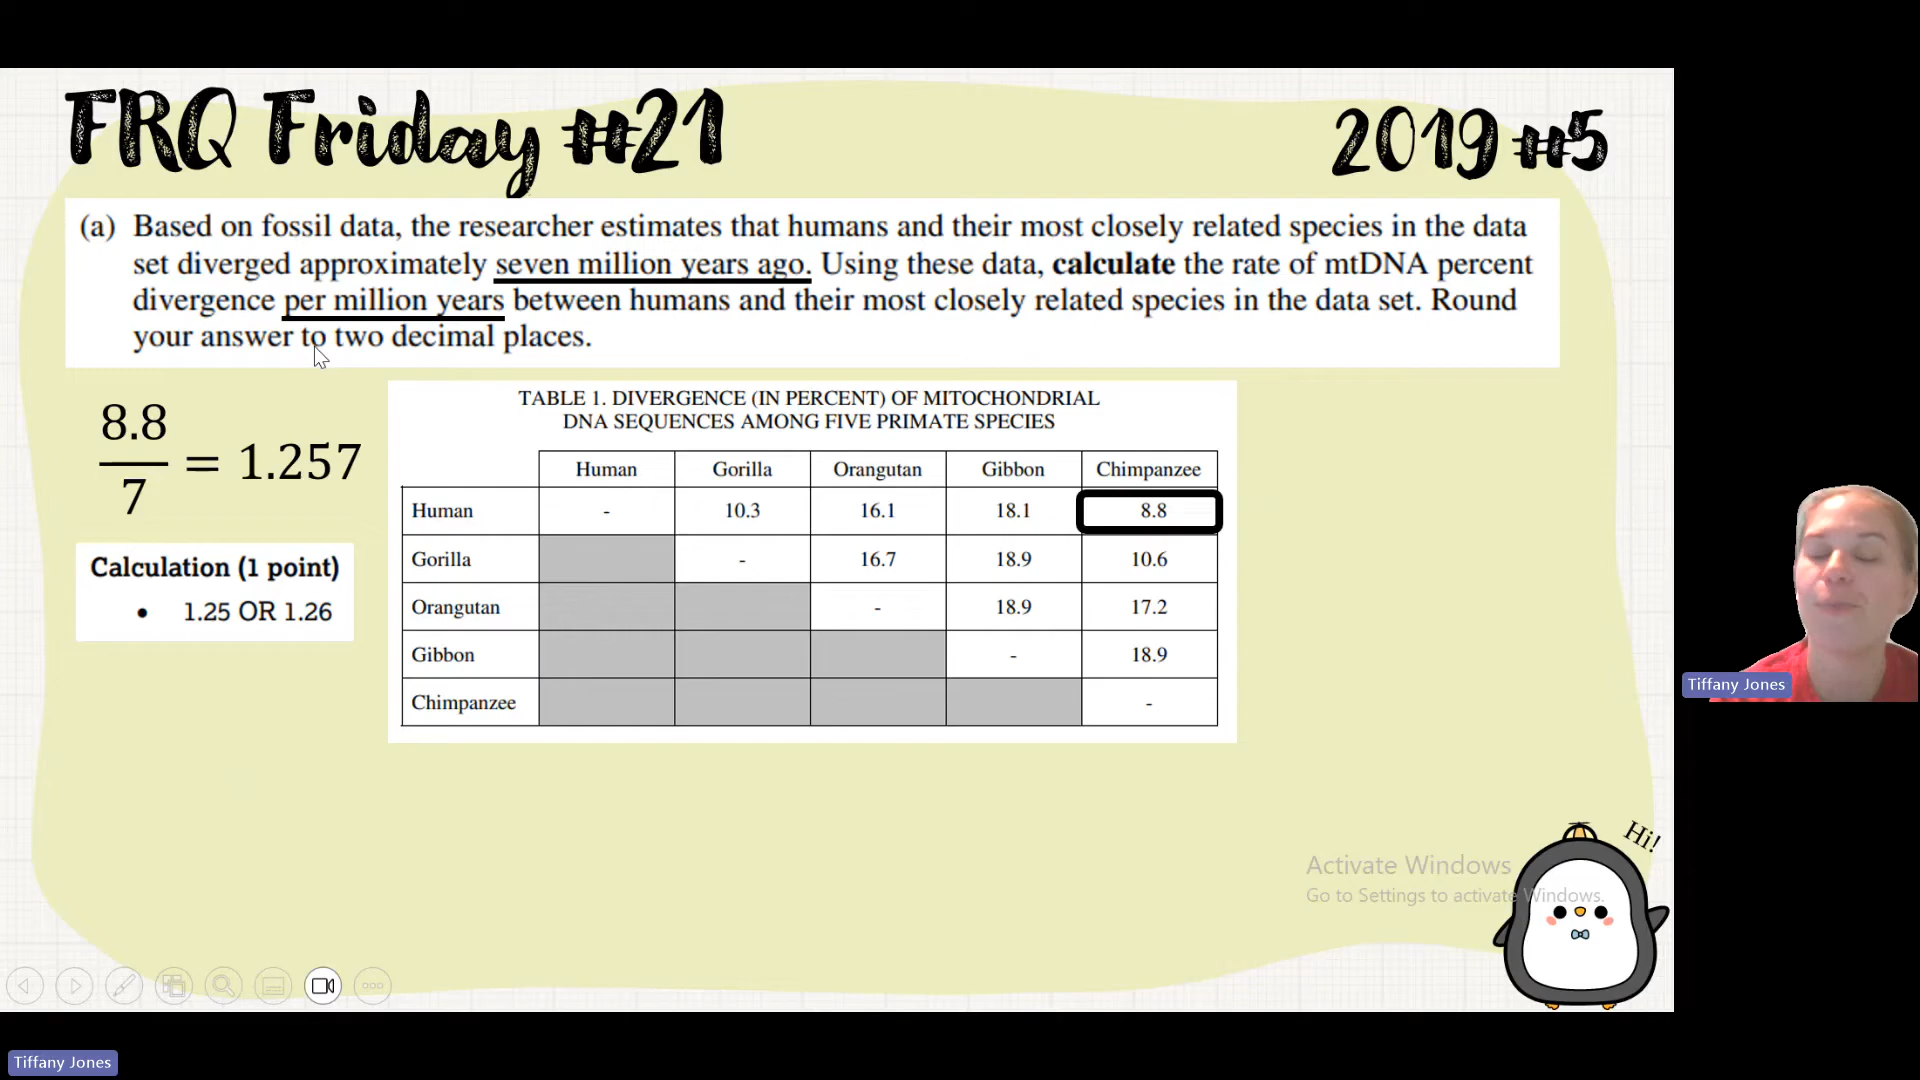 FRQ Friday #21
2019 #5
(a) Based on fossil data, the researcher estimates that humans and their most closely related species in the data
set diverged approximately seven million years ago. Using these data, calculate the rate of mtDNA percent
divergence per million years between humans and their most closely related species in the data set. Round
your answer to two decimal places.
8.8
7
= 1.257
Calculation (1 point)
• 1.25 OR 1.26
TABLE 1. DIVERGENCE (IN PERCENT) OF MITOCHONDRIAL
DNA SEQUENCES AMONG FIVE PRIMATE SPECIES
Human Gorilla Orangutan Gibbon Chimpanzee
Human - 10.3 16.1 18.1 8.8
Gorilla - 16.7 18.9 10.6
Orangutan - 18.9 17.2
Gibbon - 18.9
Chimpanzee -
Tiffany Jones
Hi!
Activate Windows
Go to Settings to activate Windows.
Tiffany Jones